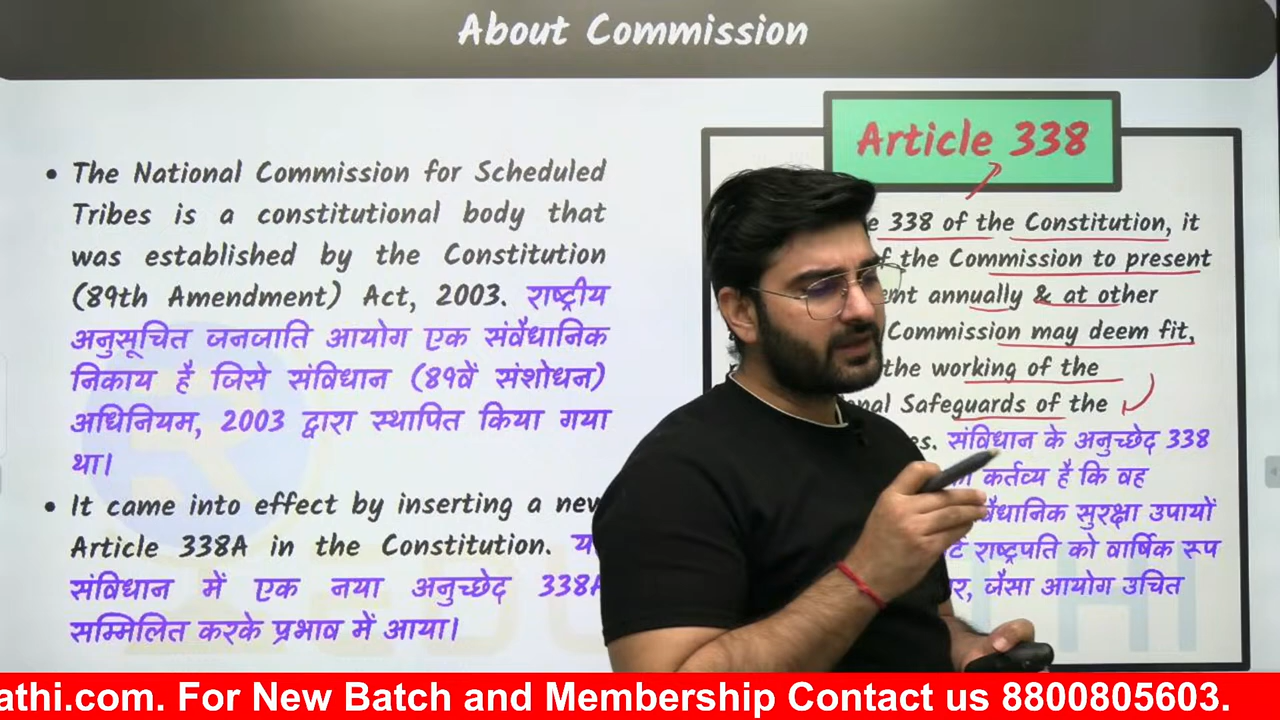 About Commission
• The National Commission for Scheduled
Tribes is a constitutional body that
was established by the Constitution
(89th Amendment) Act, 2003. राष्ट्रीय
अनुसूचित जनजाति आयोग एक संवैधानिक
निकाय है जिसे संविधान (89वें संशोधन)
अधिनियम, 2003 द्वारा स्थापित किया गया
था।
• It came into effect by inserting a new
Article 338A in the Constitution.
संविधान में एक नया अनुच्छेद 338A
सम्मिलित करके प्रभाव में आया।
Article 338
338 of the Constitution, it
the Commission to present
annually & at other
Commission may deem fit,
the working of the
Safeguards of the
संविधान के अनुच्छेद 338
कर्तव्य है कि वह
सुरक्षा उपायों
राष्ट्रपति को वार्षिक रूप
जैसा आयोग उचित
athi.com. For New Batch and Membership Contact us 8800805603.